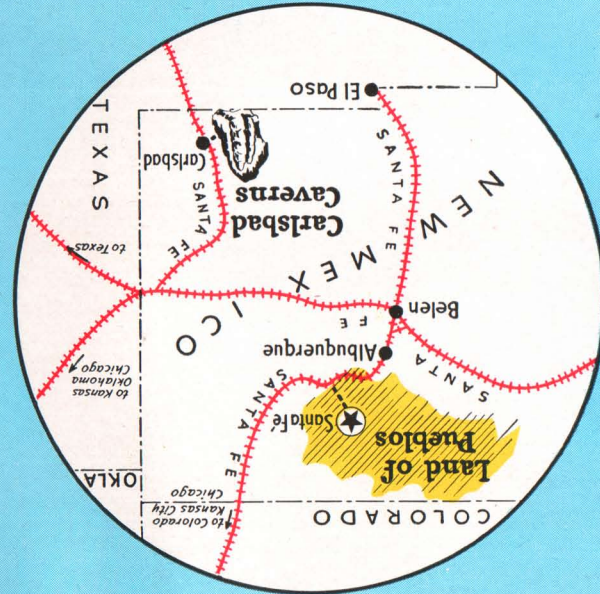 COLORADO
to Colorado
Kansas City
Chicago
OKLA
Land of
Pueblos
Santa Fé
SANTA FE
SANTA FE
Albuquerque
Belen
to Kansas
Oklahoma
Chicago
to Texas
NEW MEXICO
Carlsbad
Caverns
SANTA FE
SANTA FE
Carlsbad
El Paso
TEXAS